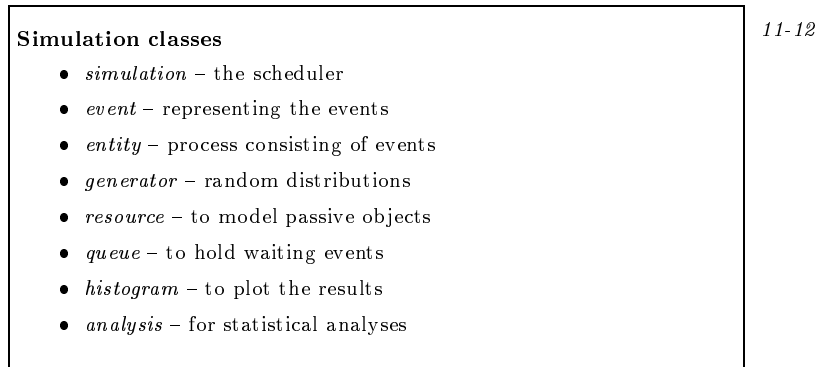 Simulation classes
11-12
• simulation – the scheduler
• event – representing the events
• entity – process consisting of events
• generator – random distributions
• resource – to model passive objects
• queue – to hold waiting events
• histogram – to plot the results
• analysis – for statistical analyses